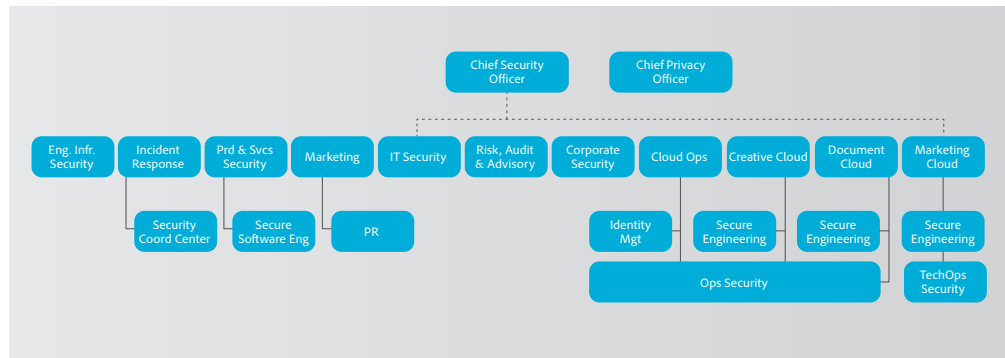 Chief Security
Officer
Chief Privacy
Officer
Eng. Infr.
Security
Incident
Response
Prd & Svcs
Security
Marketing
IT Security
Risk, Audit
& Advisory
Corporate
Security
Cloud Ops
Creative Cloud
Document
Cloud
Marketing
Cloud
Security
Coord Center
Secure
Software Eng
PR
Identity
Mgt
Secure
Engineering
Secure
Engineering
Secure
Engineering
Ops Security
TechOps
Security